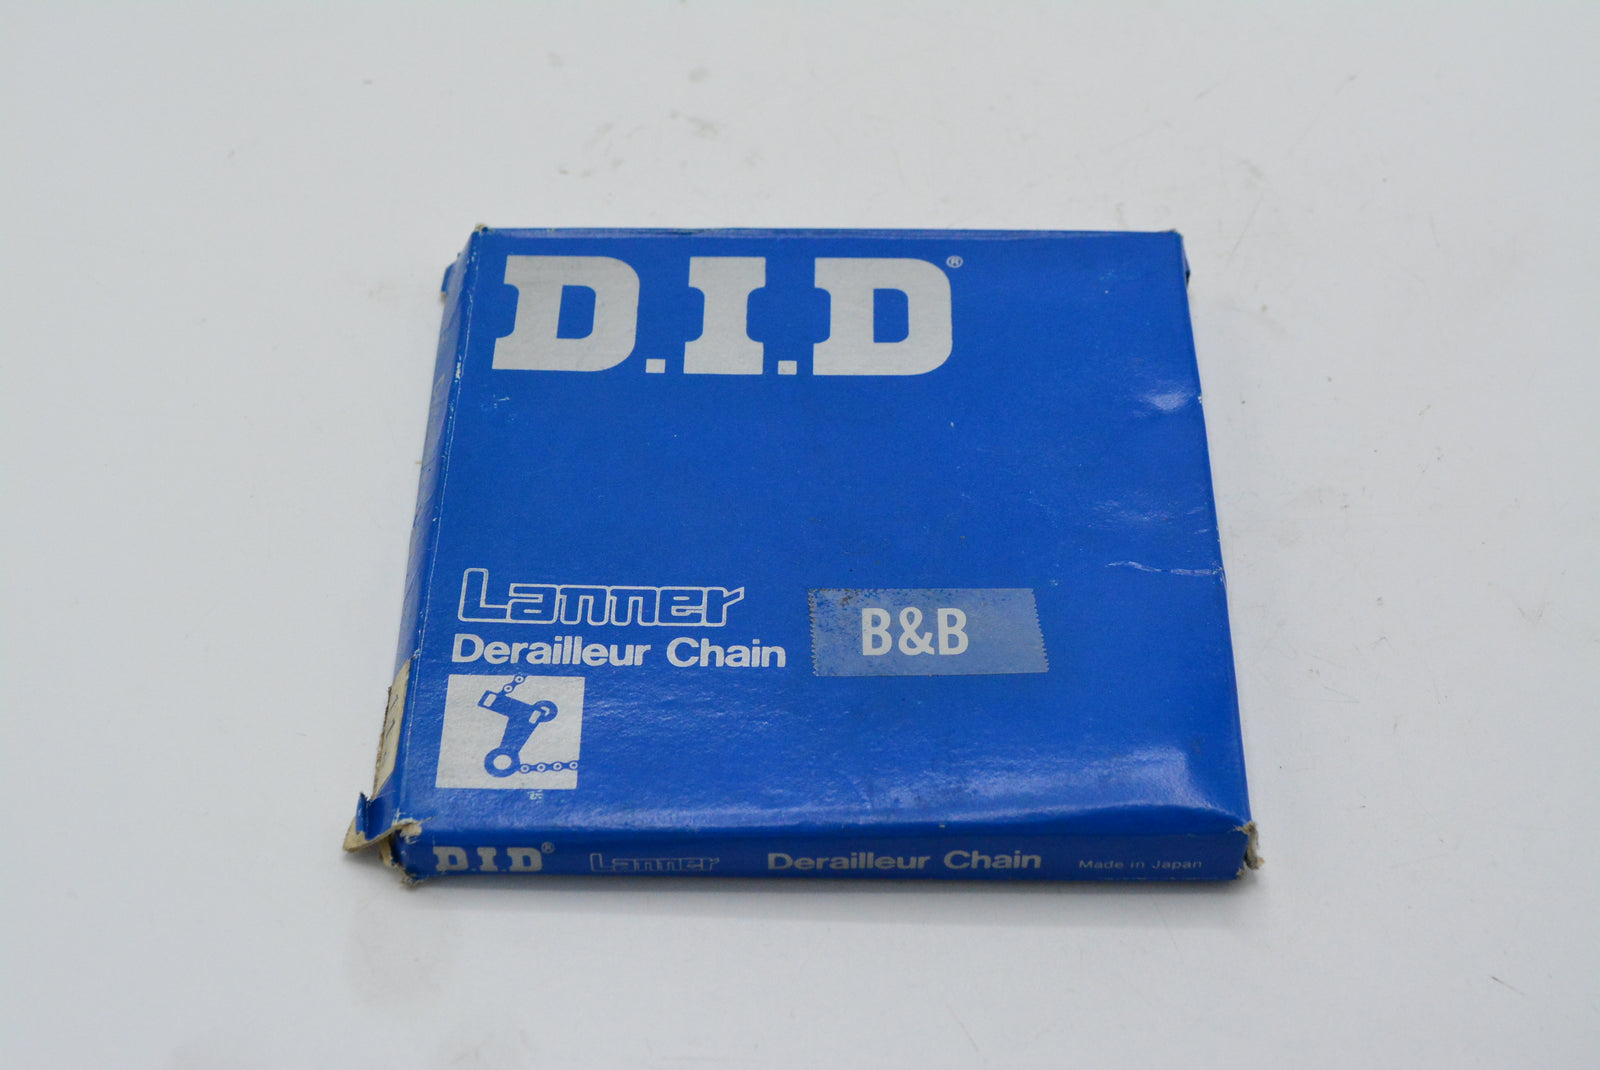 D.I.D®
Lanner
Derailleur Chain
B&B
D.I.D® Lanner Derailleur Chain Made in Japan